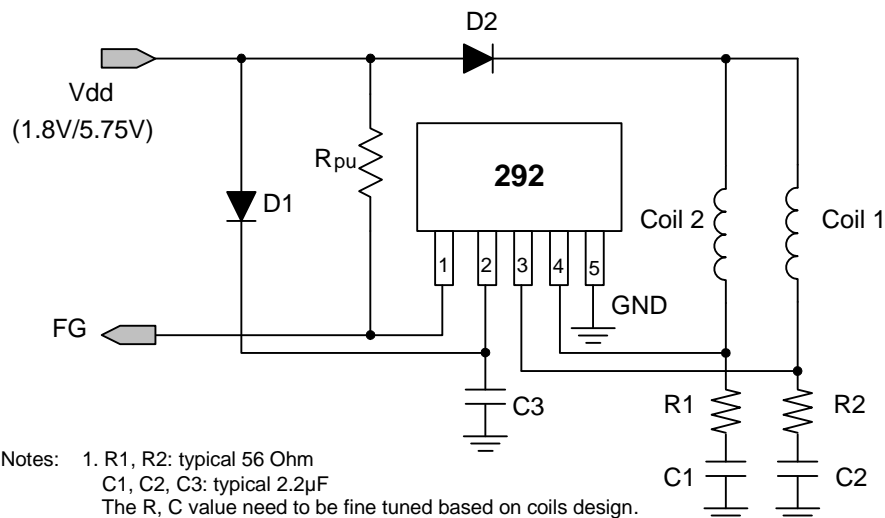 D2
Vdd
(1.8V/5.75V)
Rpu
292
D1
Coil 2
Coil 1
1 2 3 4 5
GND
FG
C3
R1
R2
C1
C2
Notes: 1. R1, R2: typical 56 Ohm
C1, C2, C3: typical 2.2µF
The R, C value need to be fine tuned based on coils design.